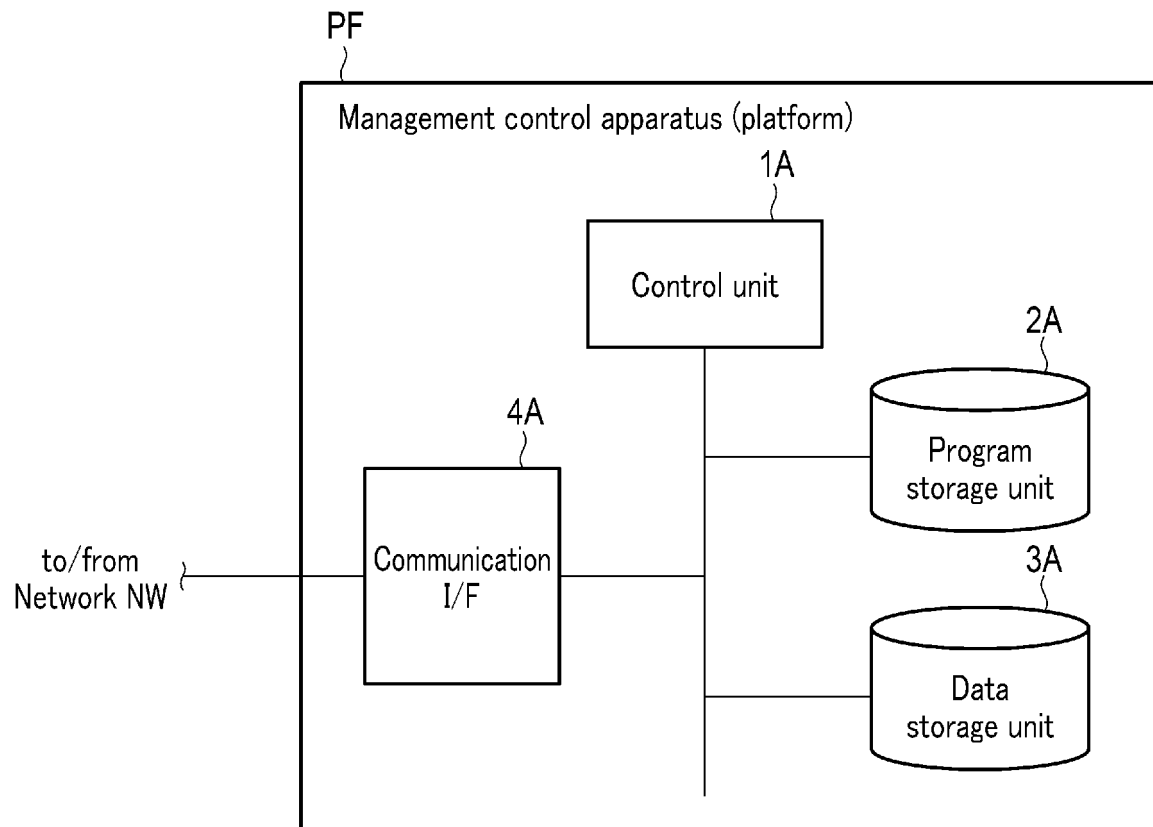 PF
Management control apparatus (platform)
1A
Control unit
2A
Program
storage unit
4A
Communication
I/F
to/from
Network NW
3A
Data
storage unit